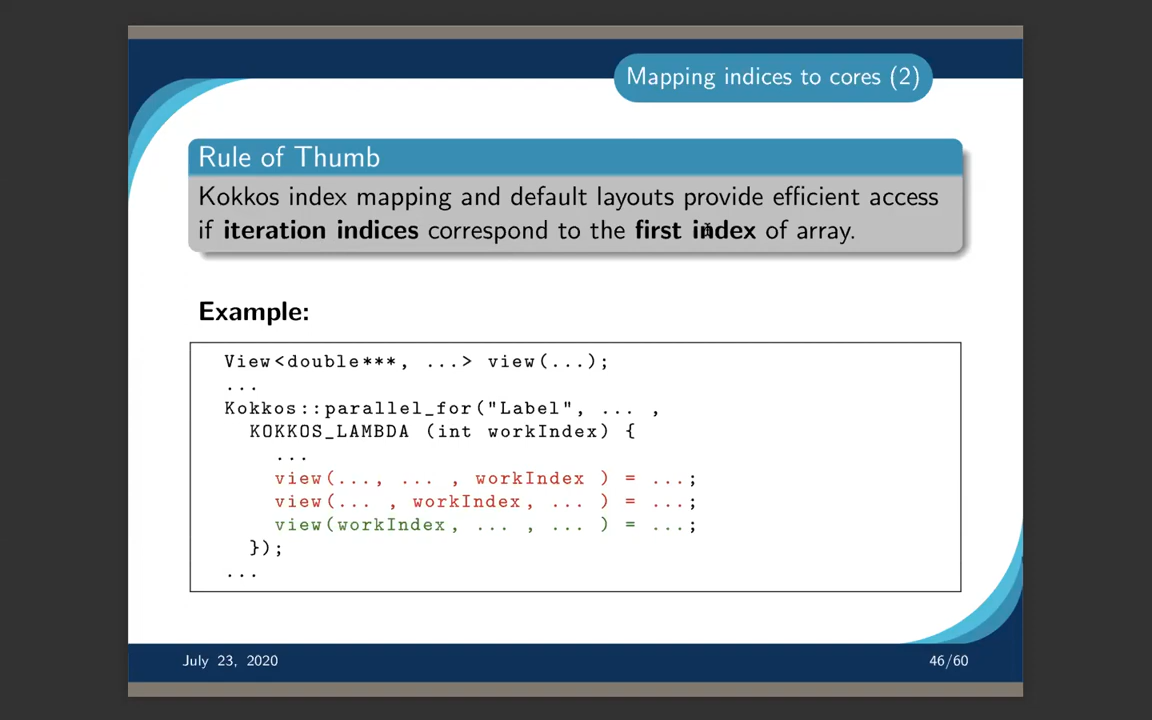 Mapping indices to cores (2)
Rule of Thumb
Kokkos index mapping and default layouts provide efficient access
if iteration indices correspond to the first index of array.
Example:
View<double***, ...> view(...);
...
Kokkos::parallel_for("Label", ... ,
KOKKOS_LAMBDA (int workIndex) {
...
view(..., ... , workIndex ) = ...;
view(... , workIndex, ... ) = ...;
view(workIndex, ... , ... ) = ...;
});
...
July 23, 2020
46/60